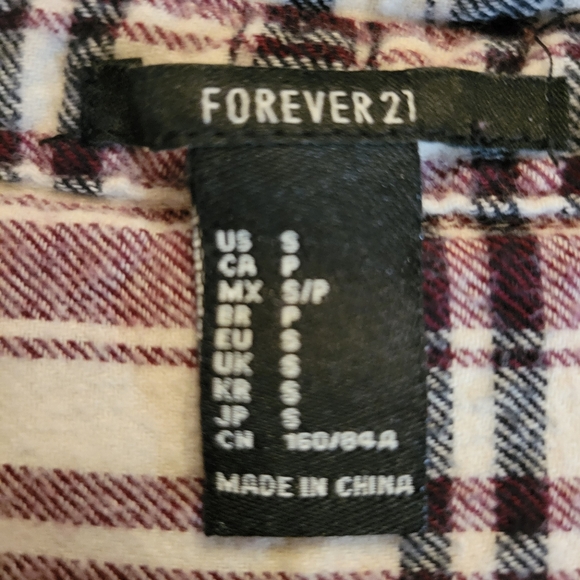 FOREVER 21
US S
CA P
MX S/P
BR P
EU S
UK S
KR S
JP S
CN 160/84A
MADE IN CHINA